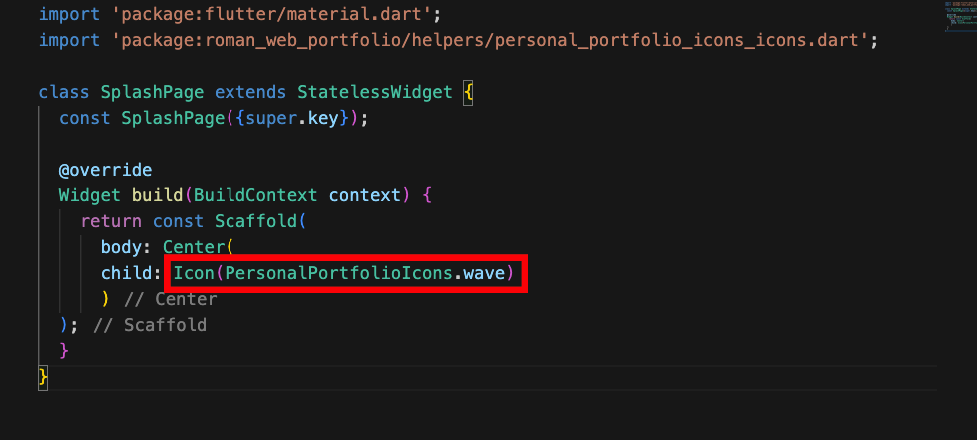 import 'package:flutter/material.dart';
import 'package:roman_web_portfolio/helpers/personal_portfolio_icons_icons.dart';
class SplashPage extends StatelessWidget {
const SplashPage({super.key});
@override
Widget build(BuildContext context) {
return const Scaffold(
body: Center(
child: Icon(PersonalPortfolioIcons.wave)
) // Center
); // Scaffold
}
}